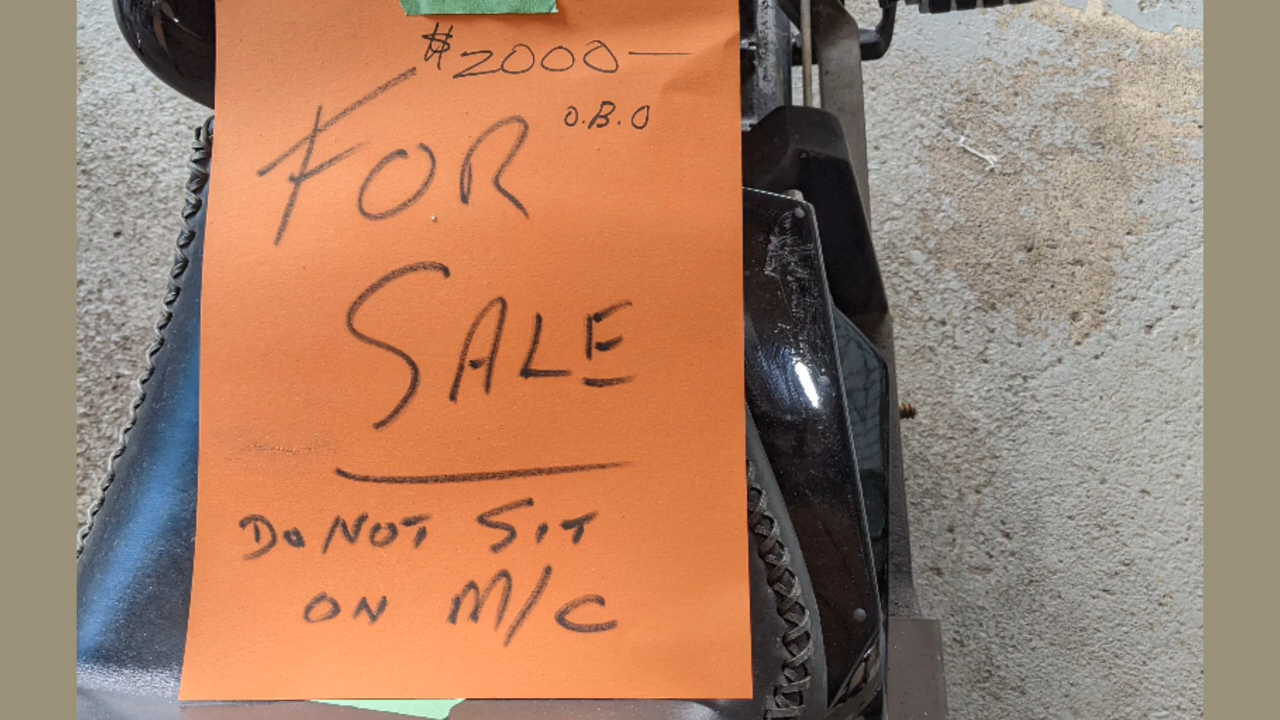 $2000—
O.B.O
FOR
SALE
DO NOT SIT
ON M/C